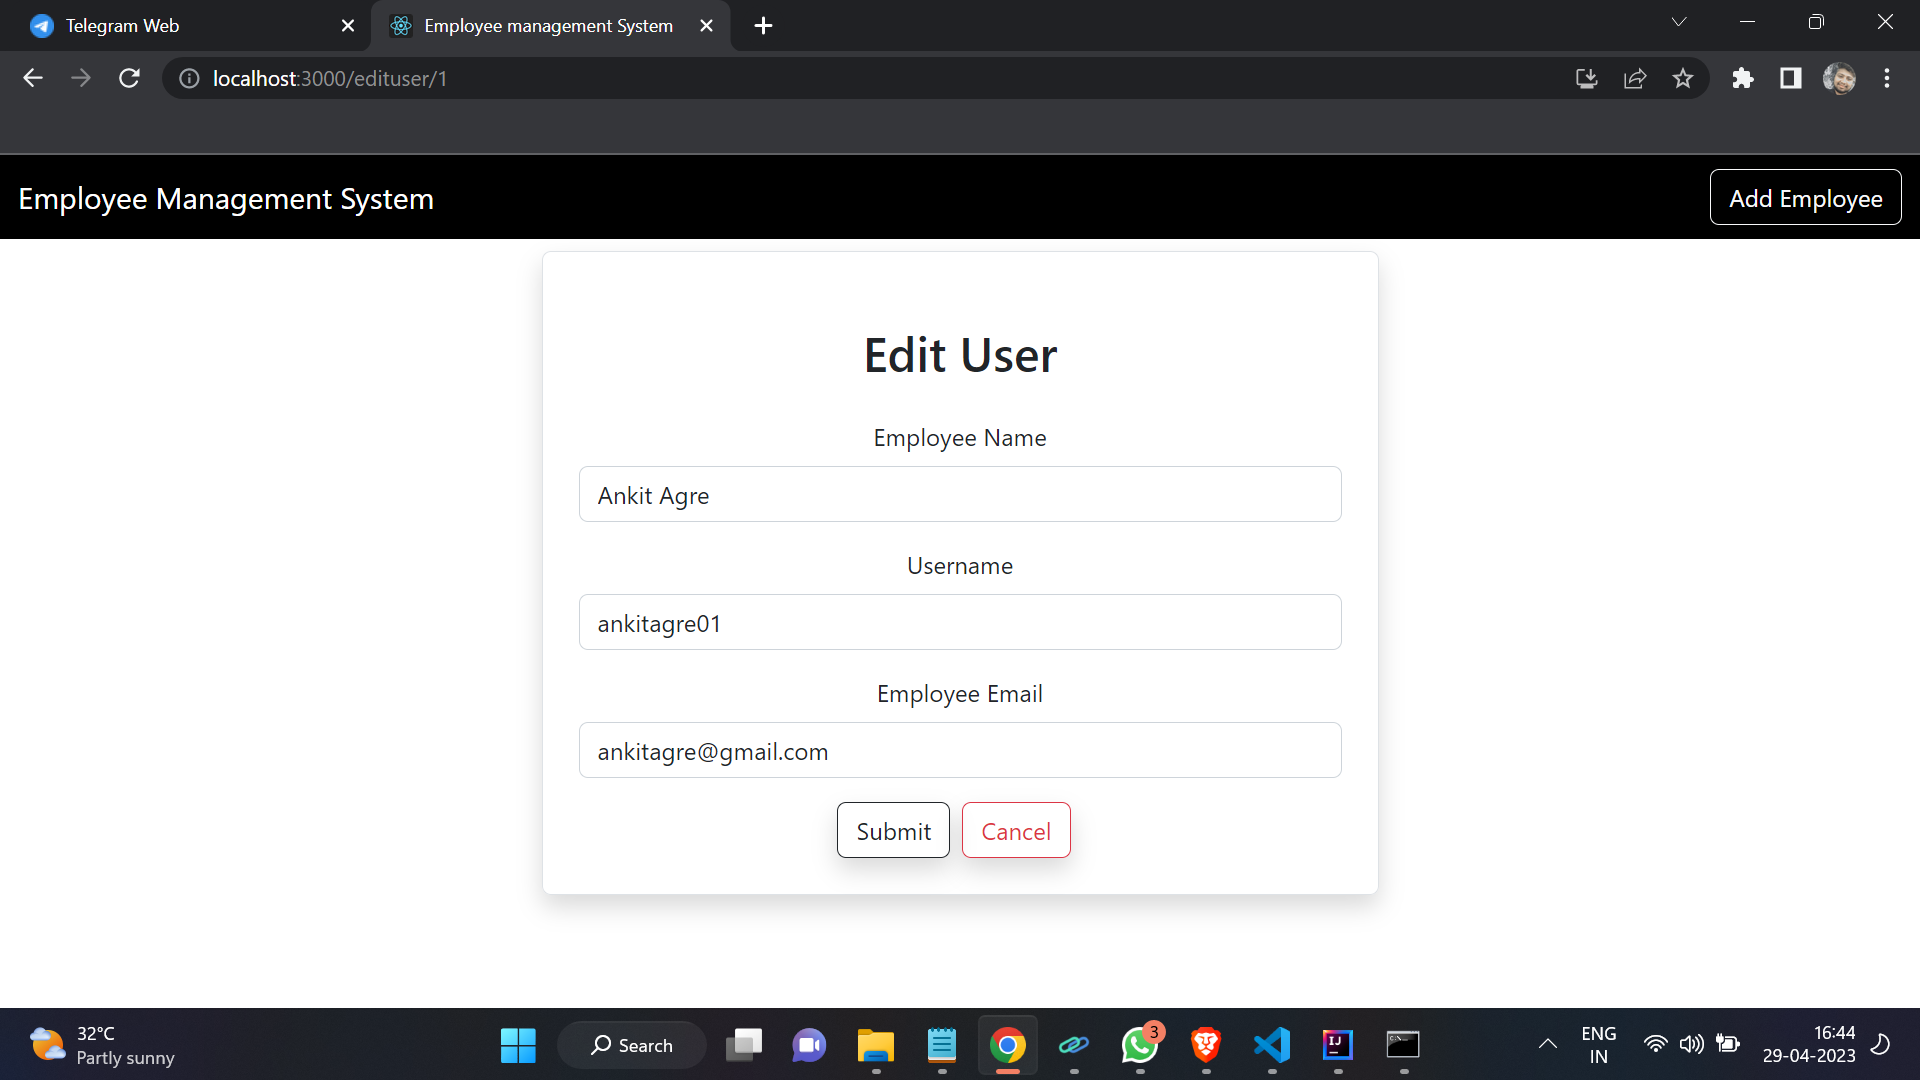 Telegram Web
Employee management System
localhost:3000/edituser/1
Employee Management System
Add Employee
Edit User
Employee Name
Ankit Agre
Username
ankitagre01
Employee Email
ankitagre@gmail.com
Submit
Cancel
32°C
Partly sunny
Search
3
IJ
ENG
IN
16:44
29-04-2023